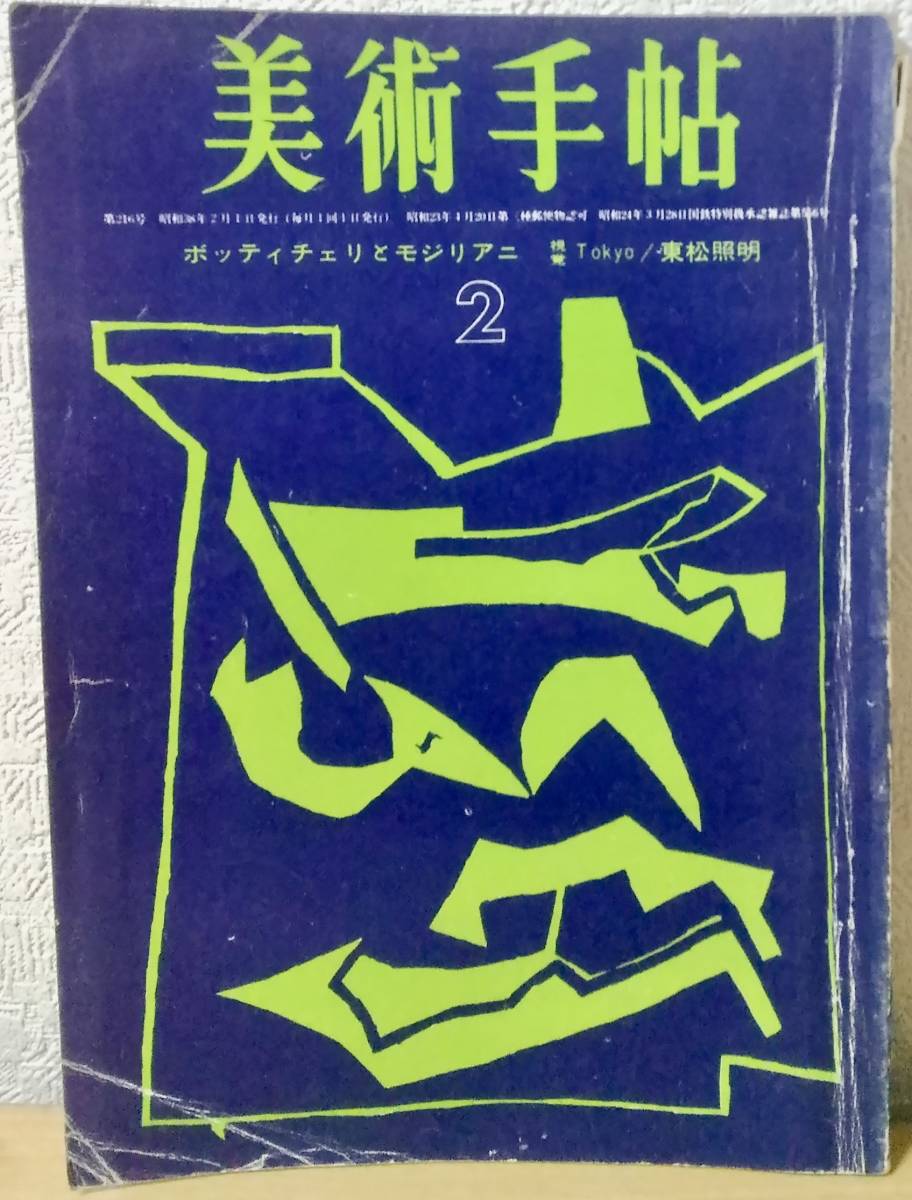 美術手帖
第216号 昭和38年2月1日発行（毎月1回1日発行） 昭和23年4月20日第三種郵便物認可 昭和24年3月28日国鉄特別扱承認雑誌第
ボッティチェリとモジリアニ 視覚 Tokyo／東松照明
2